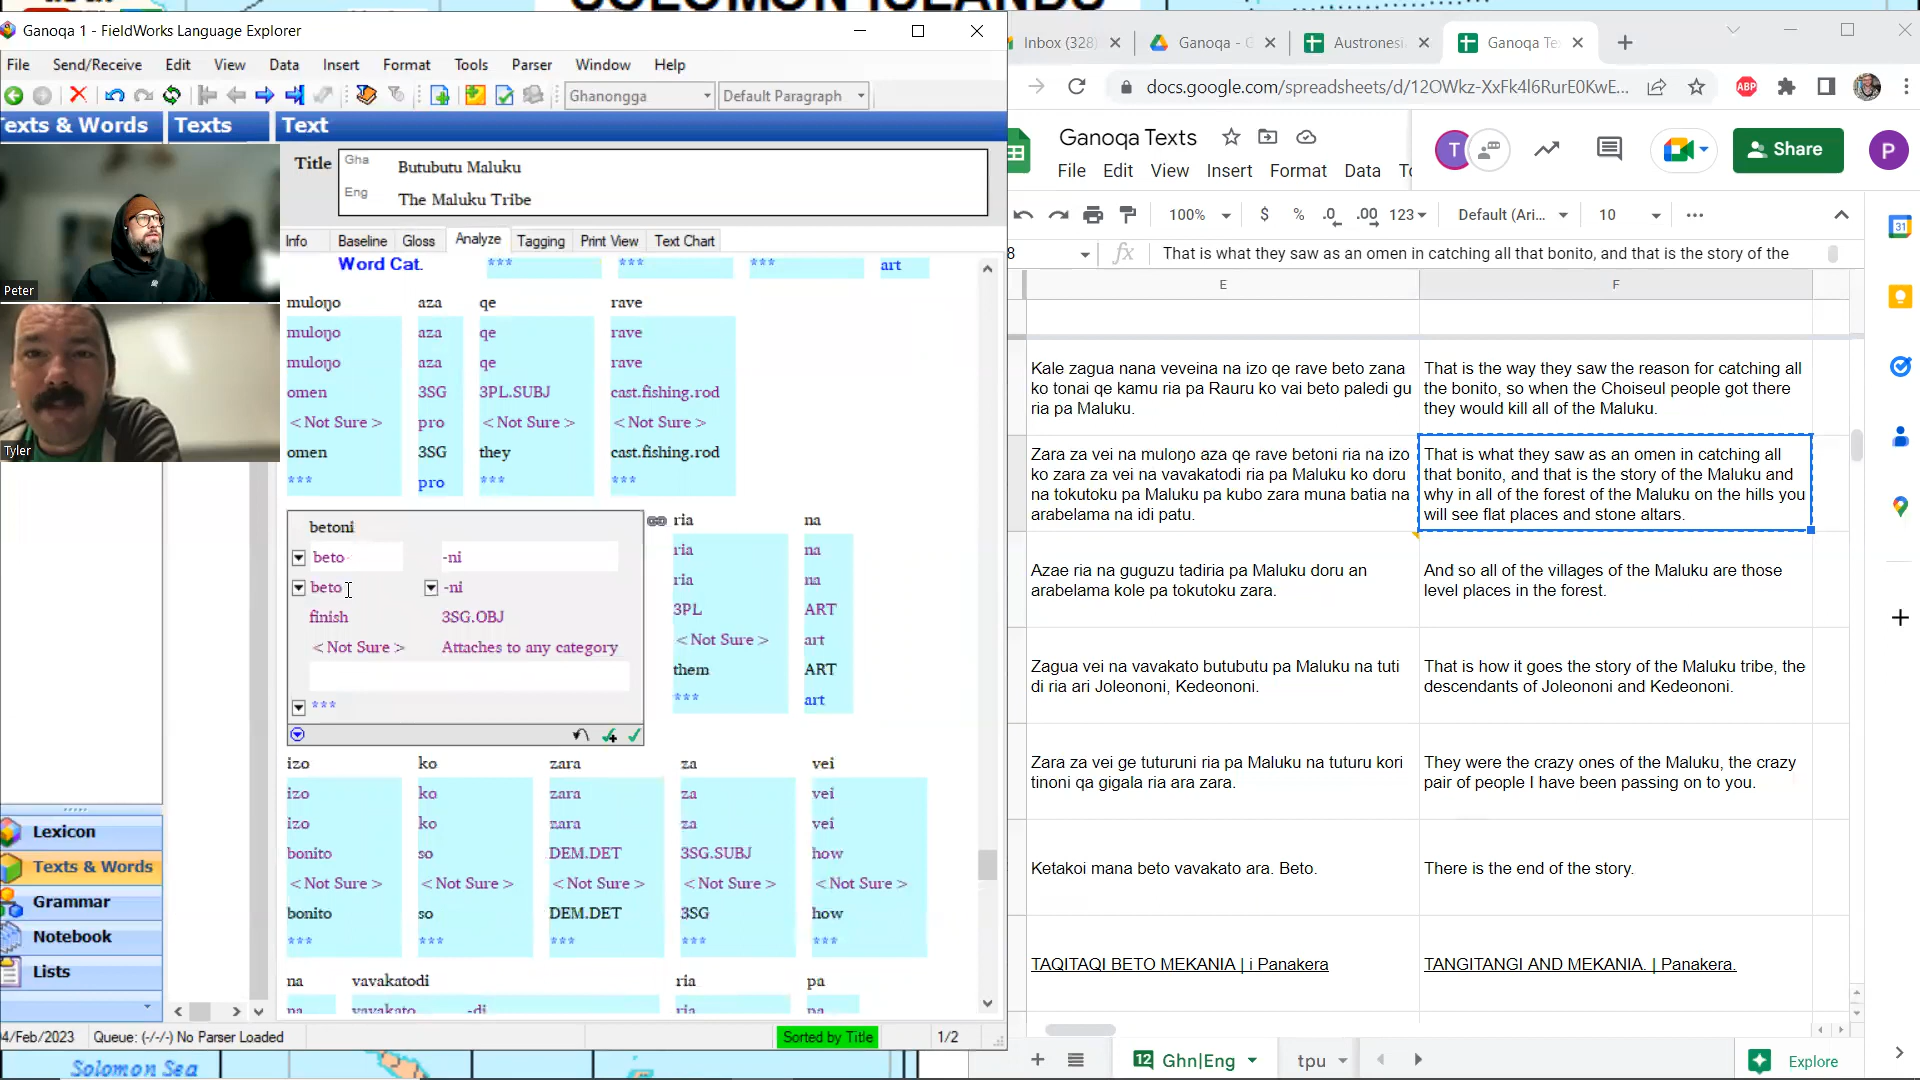 SOLOMON ISLANDS
Ganoqa 1 - FieldWorks Language Explorer
File Send/Receive Edit View Data Insert Format Tools Parser Window Help
Ghanongga Default Paragraph
Texts & Words Texts Text
Title Gha Butubutu Maluku
Eng The Maluku Tribe
Info Baseline Gloss Analyze Tagging Print View Text Chart
Word Cat. *** *** *** art
muloŋo aza qe rave
muloŋo aza qe rave
muloŋo aza qe rave
omen 3SG 3PL.SUBJ cast.fishing.rod
<Not Sure> pro <Not Sure> <Not Sure>
omen 3SG they cast.fishing.rod
*** pro *** ***
betoni ria na
beto -ni ria na
beto -ni ria na
finish 3SG.OBJ 3PL ART
<Not Sure> Attaches to any category <Not Sure> art
them ART
*** *** art
izo ko zara za vei
izo ko zara za vei
izo ko zara za vei
bonito so DEM.DET 3SG.SUBJ how
<Not Sure> <Not Sure> <Not Sure> <Not Sure> <Not Sure>
bonito so DEM.DET 3SG how
*** *** *** *** ***
na vavakatodi ria pa
na vavakato -di ria pa
Peter
Tyler
Lexicon
Texts & Words
Grammar
Notebook
Lists
04/Feb/2023 Queue: (-/-/-) No Parser Loaded Sorted by Title 1/2
Solomon Sea
Inbox (328) Ganoqa - G Austronesi Ganoqa Te
docs.google.com/spreadsheets/d/12OWkz-XxFk4l6RurE0KwE... ABP
Ganoqa Texts
File Edit View Insert Format Data To
T Share P
100% $ % .0 .00 123 Default (Ari... 10
8 fx That is what they saw as an omen in catching all that bonito, and that is the story of the
E F
Kale zagua nana veveina na izo qe rave beto zana
ko tonai qe kamu ria pa Rauru ko vai beto paledi gu
ria pa Maluku.
That is the way they saw the reason for catching all
the bonito, so when the Choiseul people got there
they would kill all of the Maluku.
Zara za vei na muloŋo aza qe rave betoni ria na izo
ko zara za vei na vavakatodi ria pa Maluku ko doru
na tokutoku pa Maluku pa kubo zara muna batia na
arabelama na idi patu.
That is what they saw as an omen in catching all
that bonito, and that is the story of the Maluku and
why in all of the forest of the Maluku on the hills you
will see flat places and stone altars.
Azae ria na guguzu tadiria pa Maluku doru an
arabelama kole pa tokutoku zara.
And so all of the villages of the Maluku are those
level places in the forest.
Zagua vei na vavakato butubutu pa Maluku na tuti
di ria ari Joleononi, Kedeononi.
That is how it goes the story of the Maluku tribe, the
descendants of Joleononi and Kedeononi.
Zara za vei ge tuturuni ria pa Maluku na tuturu kori
tinoni qa gigala ria ara zara.
They were the crazy ones of the Maluku, the crazy
pair of people I have been passing on to you.
Ketakoi mana beto vavakato ara. Beto.
There is the end of the story.
TAQITAQI BETO MEKANIA | i Panakera
TANGITANGI AND MEKANIA. | Panakera.
12 Ghn|Eng tpu Explore
31